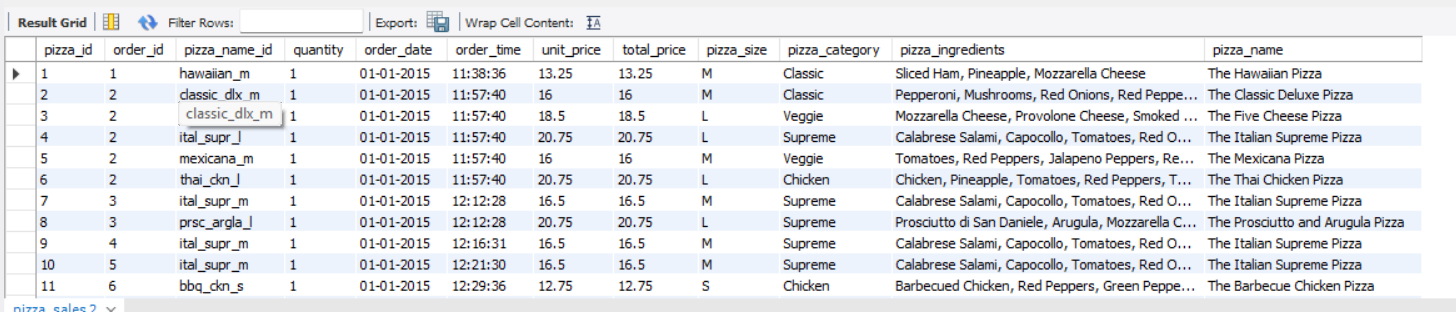 Result Grid Filter Rows: Export: Wrap Cell Content: IA
pizza_id order_id pizza_name_id quantity order_date order_time unit_price total_price pizza_size pizza_category pizza_ingredients pizza_name
1 1 hawaiian_m 1 01-01-2015 11:38:36 13.25 13.25 M Classic Sliced Ham, Pineapple, Mozzarella Cheese The Hawaiian Pizza
2 2 classic_dlx_m 1 01-01-2015 11:57:40 16 16 M Classic Pepperoni, Mushrooms, Red Onions, Red Peppe... The Classic Deluxe Pizza
3 2 classic_dlx_m 1 01-01-2015 11:57:40 18.5 18.5 L Veggie Mozzarella Cheese, Provolone Cheese, Smoked ... The Five Cheese Pizza
4 2 ital_supr_l 1 01-01-2015 11:57:40 20.75 20.75 L Supreme Calabrese Salami, Capocollo, Tomatoes, Red O... The Italian Supreme Pizza
5 2 mexicana_m 1 01-01-2015 11:57:40 16 16 M Veggie Tomatoes, Red Peppers, Jalapeno Peppers, Re... The Mexicana Pizza
6 2 thai_ckn_l 1 01-01-2015 11:57:40 20.75 20.75 L Chicken Chicken, Pineapple, Tomatoes, Red Peppers, T... The Thai Chicken Pizza
7 3 ital_supr_m 1 01-01-2015 12:12:28 16.5 16.5 M Supreme Calabrese Salami, Capocollo, Tomatoes, Red O... The Italian Supreme Pizza
8 3 prsc_argla_l 1 01-01-2015 12:12:28 20.75 20.75 L Supreme Prosciutto di San Daniele, Arugula, Mozzarella C... The Prosciutto and Arugula Pizza
9 4 ital_supr_m 1 01-01-2015 12:16:31 16.5 16.5 M Supreme Calabrese Salami, Capocollo, Tomatoes, Red O... The Italian Supreme Pizza
10 5 ital_supr_m 1 01-01-2015 12:21:30 16.5 16.5 M Supreme Calabrese Salami, Capocollo, Tomatoes, Red O... The Italian Supreme Pizza
11 6 bbq_ckn_s 1 01-01-2015 12:29:36 12.75 12.75 S Chicken Barbecued Chicken, Red Peppers, Green Peppe... The Barbecue Chicken Pizza
pizza_sales 2